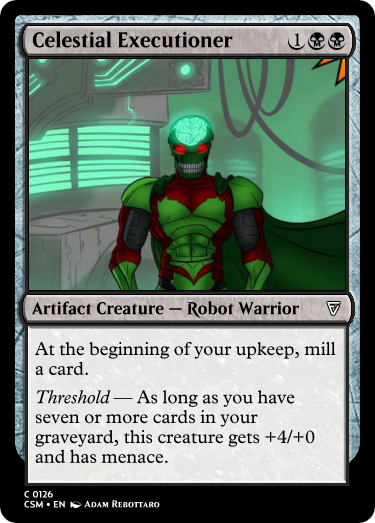 Celestial Executioner 1
Artifact Creature — Robot Warrior
At the beginning of your upkeep, mill
a card.
Threshold — As long as you have
seven or more cards in your
graveyard, this creature gets +4/+0
and has menace.
C 0126
CSM • EN Adam Rebottaro